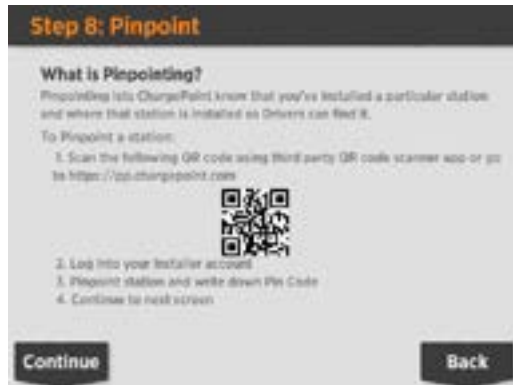 Step 8: Pinpoint
What is Pinpointing?
Pinpointing lets ChargePoint know that you've installed a particular station
and where that station is installed so Drivers can find it.
To Pinpoint a station:
1. Scan the following QR code using third party QR code scanner app or go
to https://pp.chargepoint.com
2. Log into your Installer account
3. Pinpoint station and write down Pin Code
4. Continue to next screen
Continue
Back